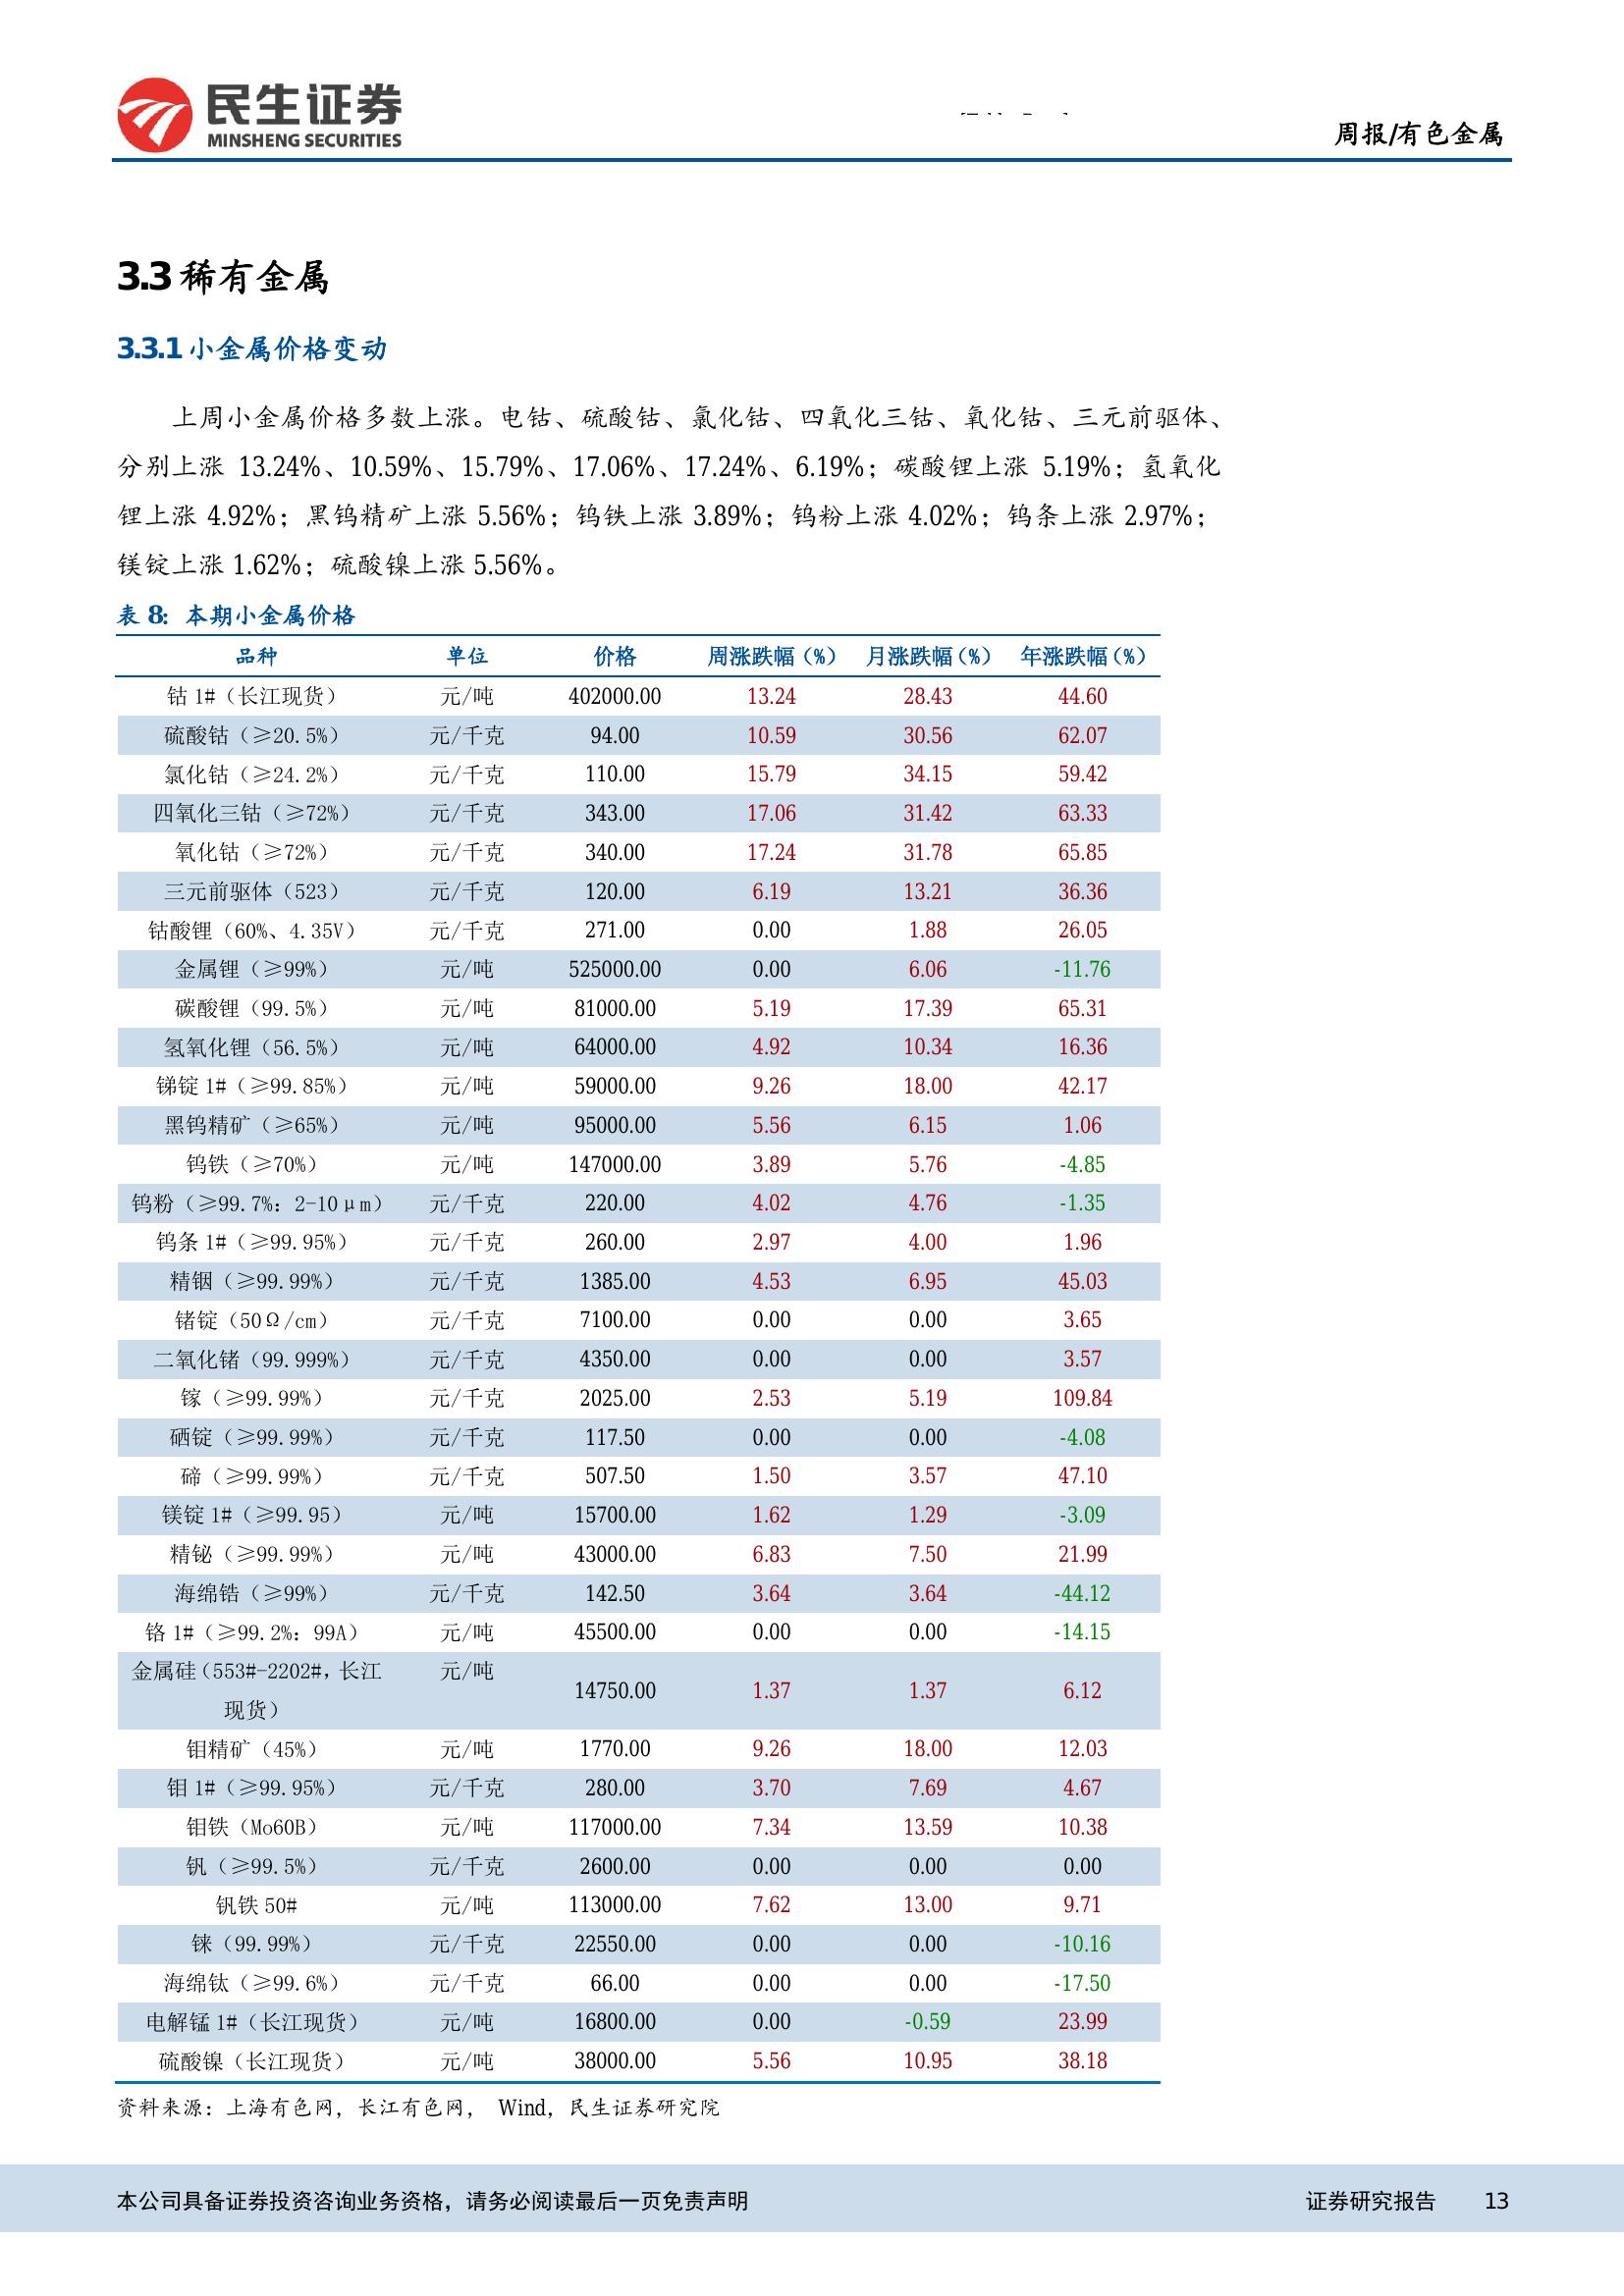 民生证券
MINSHENG SECURITIES
周报/有色金属
3.3 稀有金属
3.3.1 小金属价格变动
上周小金属价格多数上涨。电钴、硫酸钴、氯化钴、四氧化三钴、氧化钴、三元前驱体、
分别上涨 13.24%、10.59%、15.79%、17.06%、17.24%、6.19%；碳酸锂上涨 5.19%；氢氧化
锂上涨 4.92%；黑钨精矿上涨 5.56%；钨铁上涨 3.89%；钨粉上涨 4.02%；钨条上涨 2.97%；
镁锭上涨 1.62%；硫酸镍上涨 5.56%。
表 8：本期小金属价格
品种 单位 价格 周涨跌幅（%） 月涨跌幅（%） 年涨跌幅（%）
钴 1#（长江现货） 元/吨 402000.00 13.24 28.43 44.60
硫酸钴（≥20.5%） 元/千克 94.00 10.59 30.56 62.07
氯化钴（≥24.2%） 元/千克 110.00 15.79 34.15 59.42
四氧化三钴（≥72%） 元/千克 343.00 17.06 31.42 63.33
氧化钴（≥72%） 元/千克 340.00 17.24 31.78 65.85
三元前驱体（523） 元/千克 120.00 6.19 13.21 36.36
钴酸锂（60%、4.35V） 元/千克 271.00 0.00 1.88 26.05
金属锂（≥99%） 元/吨 525000.00 0.00 6.06 -11.76
碳酸锂（99.5%） 元/吨 81000.00 5.19 17.39 65.31
氢氧化锂（56.5%） 元/吨 64000.00 4.92 10.34 16.36
锑锭 1#（≥99.85%） 元/吨 59000.00 9.26 18.00 42.17
黑钨精矿（≥65%） 元/吨 95000.00 5.56 6.15 1.06
钨铁（≥70%） 元/吨 147000.00 3.89 5.76 -4.85
钨粉（≥99.7%：2-10μm） 元/千克 220.00 4.02 4.76 -1.35
钨条 1#（≥99.95%） 元/千克 260.00 2.97 4.00 1.96
精铟（≥99.99%） 元/千克 1385.00 4.53 6.95 45.03
锗锭（50Ω/cm） 元/千克 7100.00 0.00 0.00 3.65
二氧化锗（99.999%） 元/千克 4350.00 0.00 0.00 3.57
镓（≥99.99%） 元/千克 2025.00 2.53 5.19 109.84
硒锭（≥99.99%） 元/千克 117.50 0.00 0.00 -4.08
碲（≥99.99%） 元/千克 507.50 1.50 3.57 47.10
镁锭 1#（≥99.95） 元/吨 15700.00 1.62 1.29 -3.09
精铋（≥99.99%） 元/吨 43000.00 6.83 7.50 21.99
海绵锆（≥99%） 元/千克 142.50 3.64 3.64 -44.12
铬 1#（≥99.2%：99A） 元/吨 45500.00 0.00 0.00 -14.15
金属硅（553#-2202#，长江 元/吨
14750.00 1.37 1.37 6.12
现货）
钼精矿（45%） 元/吨 1770.00 9.26 18.00 12.03
钼 1#（≥99.95%） 元/千克 280.00 3.70 7.69 4.67
钼铁（Mo60B） 元/吨 117000.00 7.34 13.59 10.38
钒（≥99.5%） 元/千克 2600.00 0.00 0.00 0.00
钒铁 50# 元/吨 113000.00 7.62 13.00 9.71
铼（99.99%） 元/千克 22550.00 0.00 0.00 -10.16
海绵钛（≥99.6%） 元/千克 66.00 0.00 0.00 -17.50
电解锰 1#（长江现货） 元/吨 16800.00 0.00 -0.59 23.99
硫酸镍（长江现货） 元/吨 38000.00 5.56 10.95 38.18
资料来源：上海有色网，长江有色网， Wind，民生证券研究院
本公司具备证券投资咨询业务资格，请务必阅读最后一页免责声明 证券研究报告 13